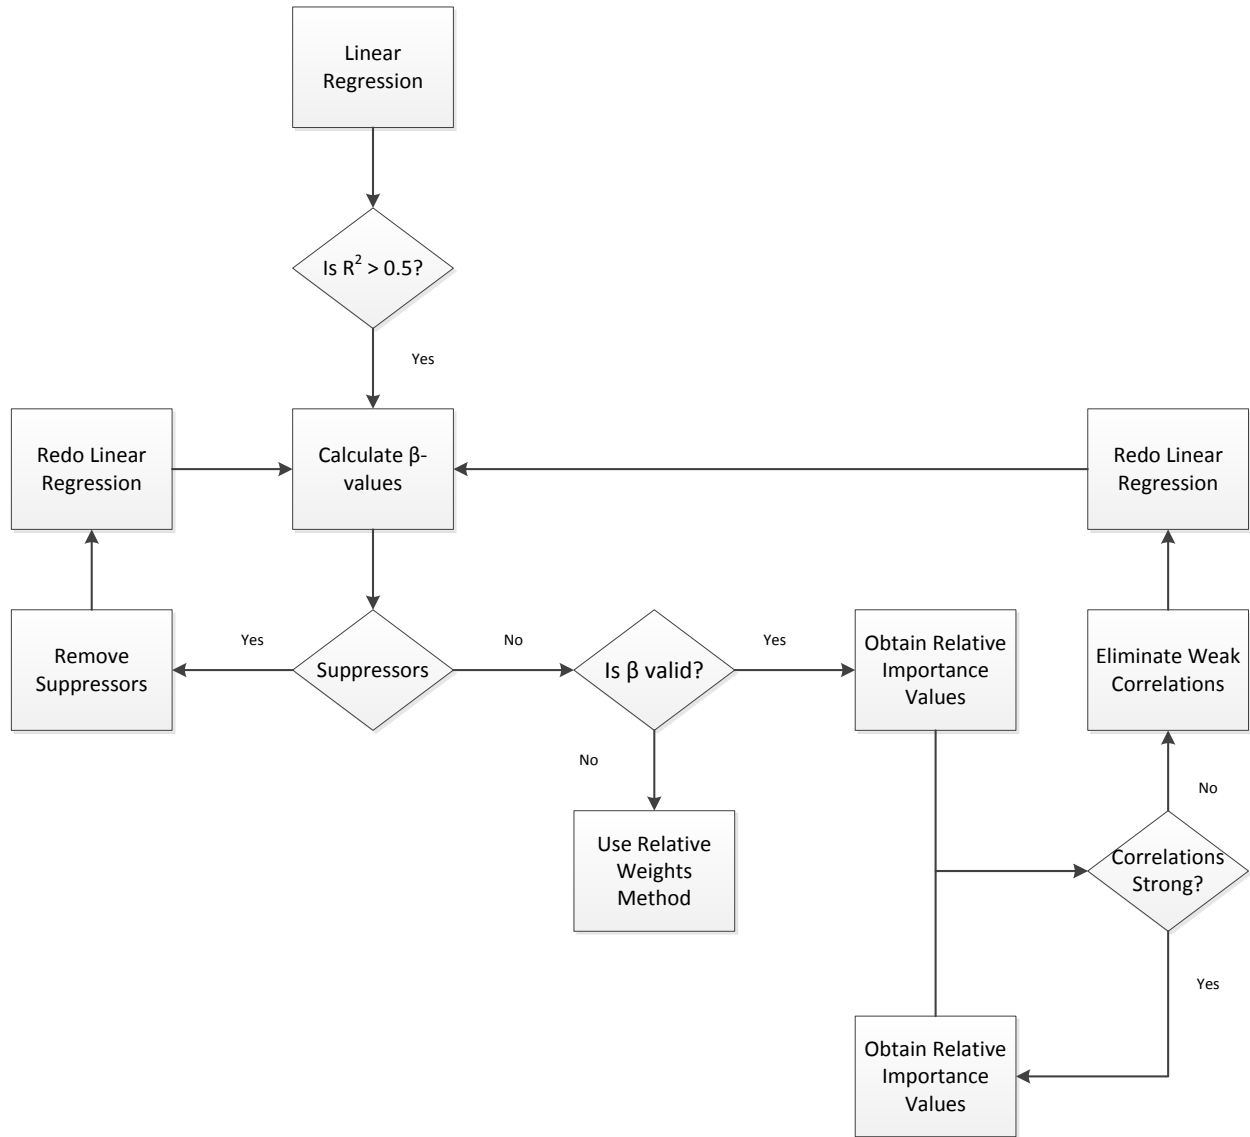 Linear
Regression
Is R² > 0.5?
Yes
Redo Linear
Regression
Calculate β-
values
Redo Linear
Regression
Remove
Suppressors
Yes
Suppressors
No
Is β valid?
Yes
Obtain Relative
Importance
Values
Eliminate Weak
Correlations
No
Use Relative
Weights
Method
No
Correlations
Strong?
Yes
Obtain Relative
Importance
Values